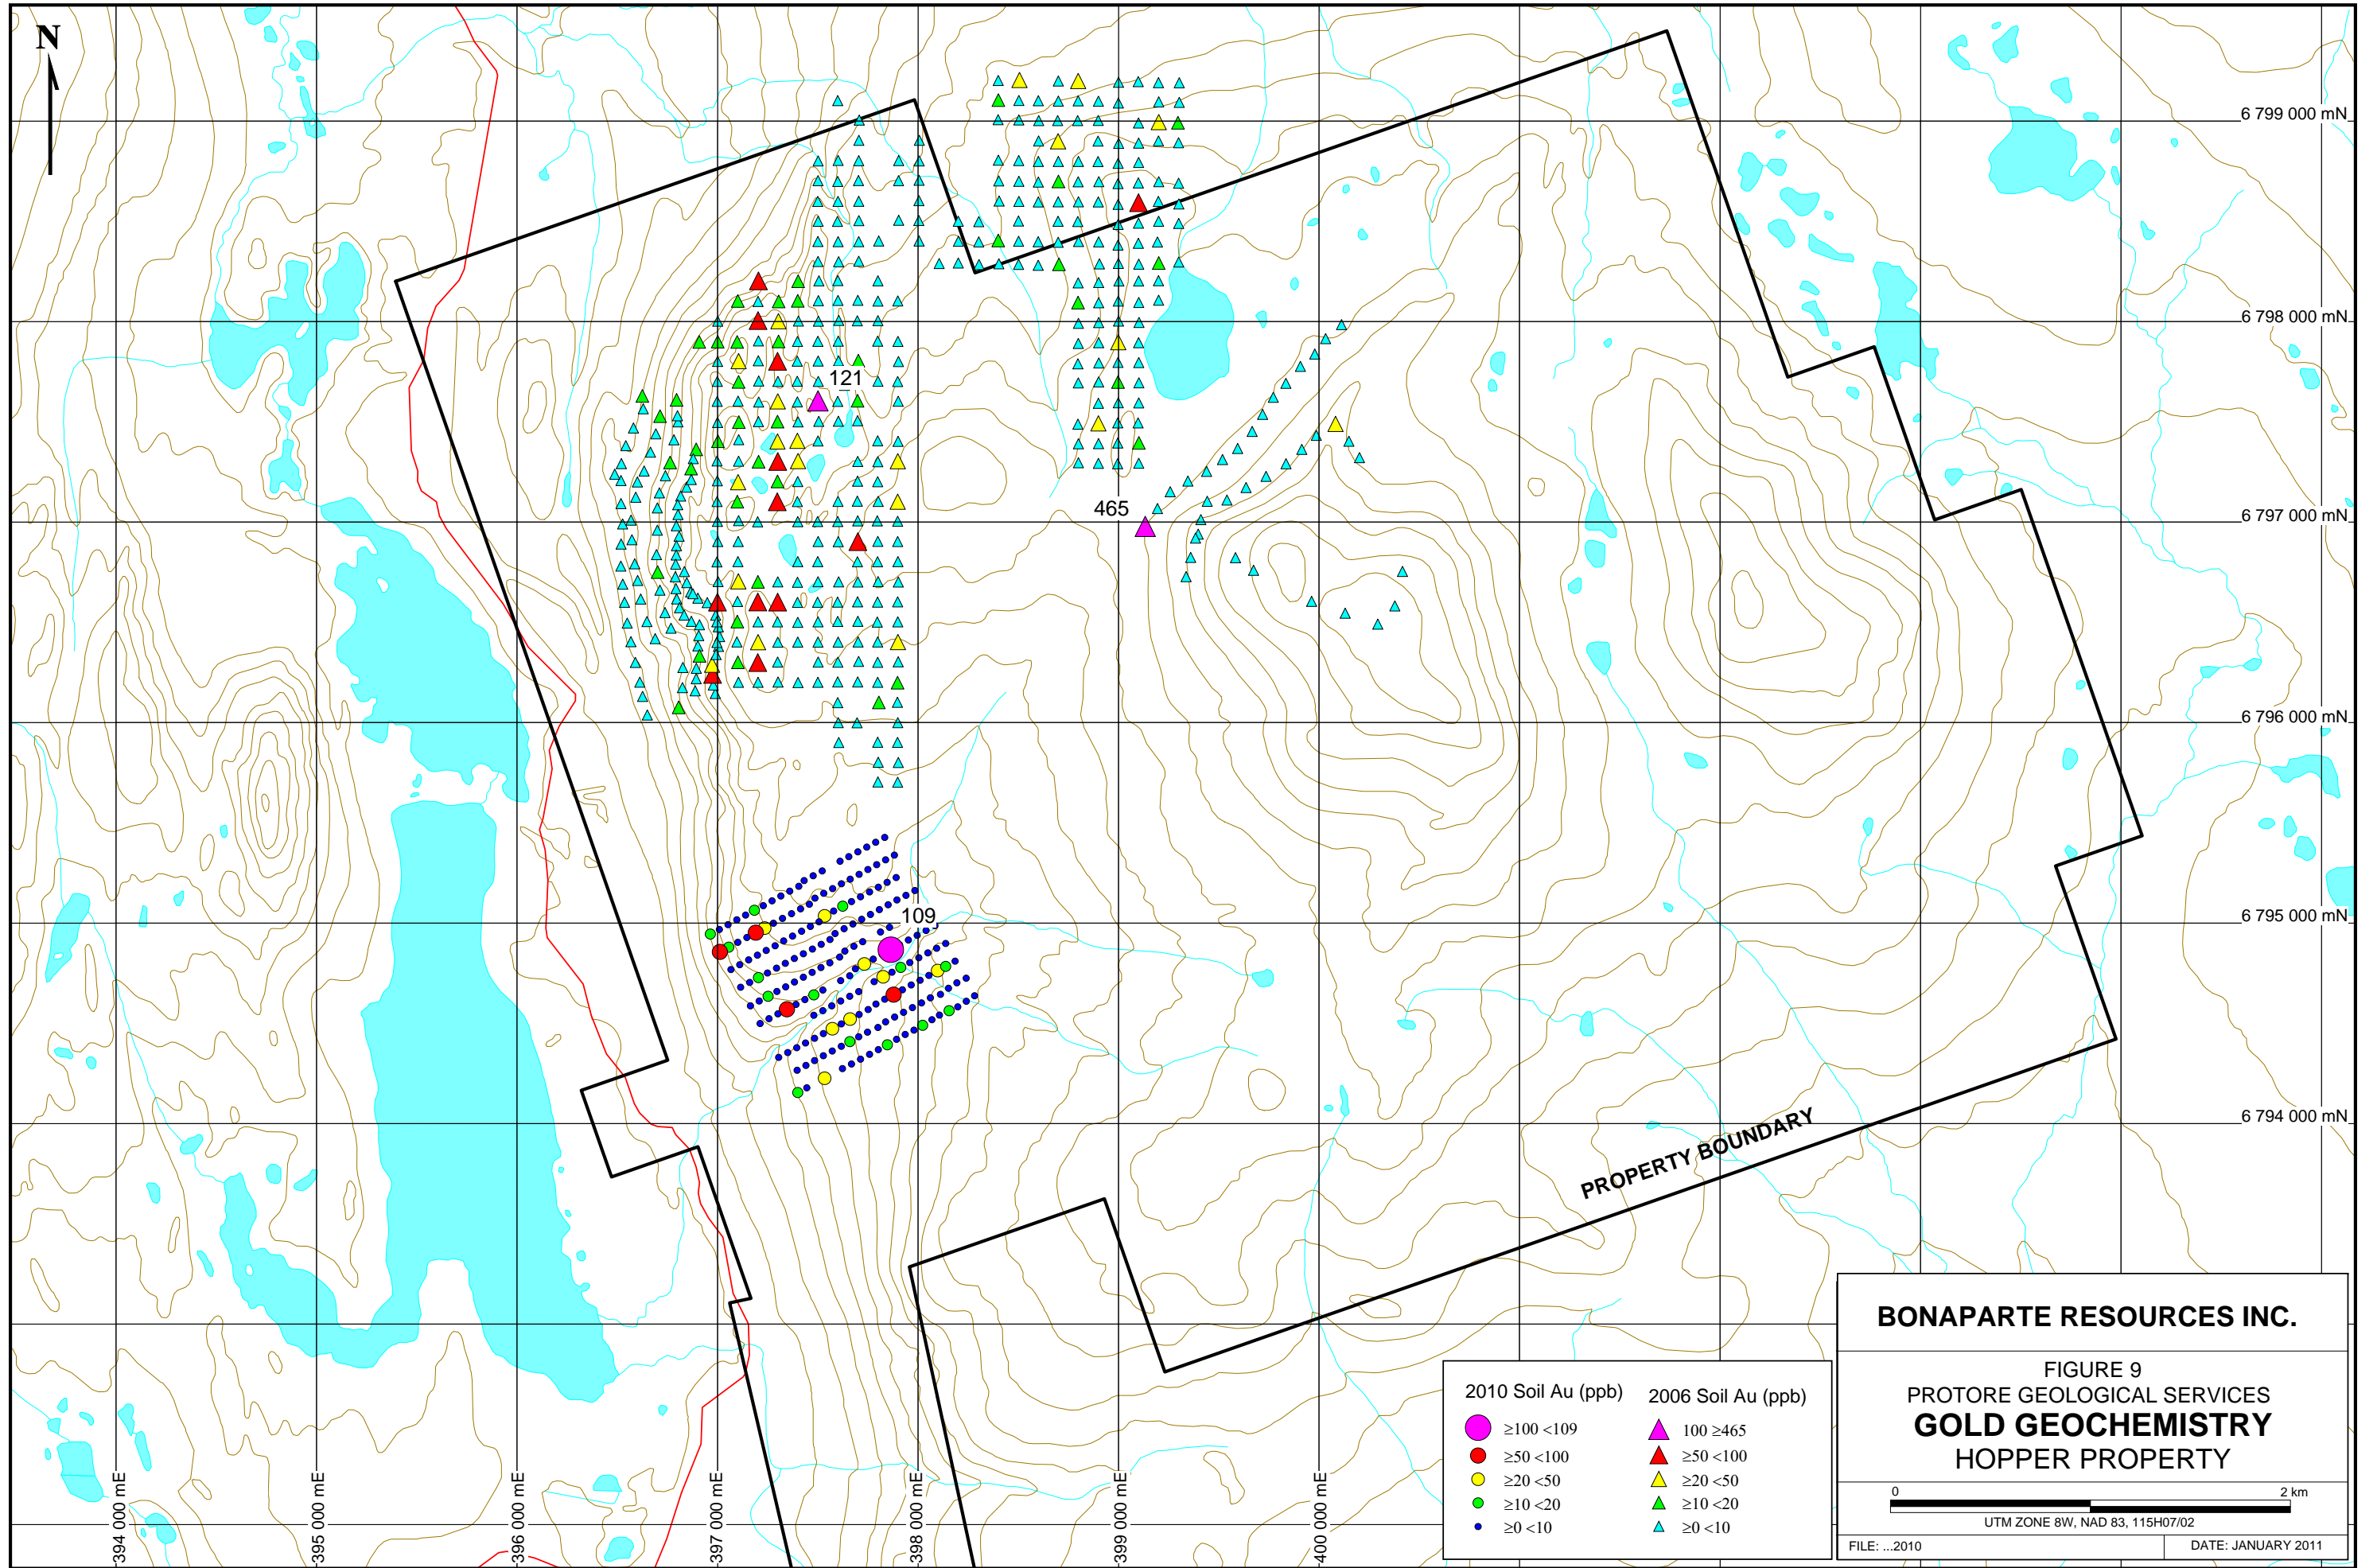 N
6 799 000 mN
6 798 000 mN
121
465
6 797 000 mN
6 796 000 mN
109
6 795 000 mN
6 794 000 mN
PROPERTY BOUNDARY
394 000 mE
395 000 mE
396 000 mE
397 000 mE
398 000 mE
399 000 mE
400 000 mE
2010 Soil Au (ppb)
≥100 <109
≥50 <100
≥20 <50
≥10 <20
≥0 <10
2006 Soil Au (ppb)
100 ≥465
≥50 <100
≥20 <50
≥10 <20
≥0 <10
BONAPARTE RESOURCES INC.
FIGURE 9
PROTORE GEOLOGICAL SERVICES
GOLD GEOCHEMISTRY
HOPPER PROPERTY
0 2 km
UTM ZONE 8W, NAD 83, 115H07/02
FILE: ...2010
DATE: JANUARY 2011